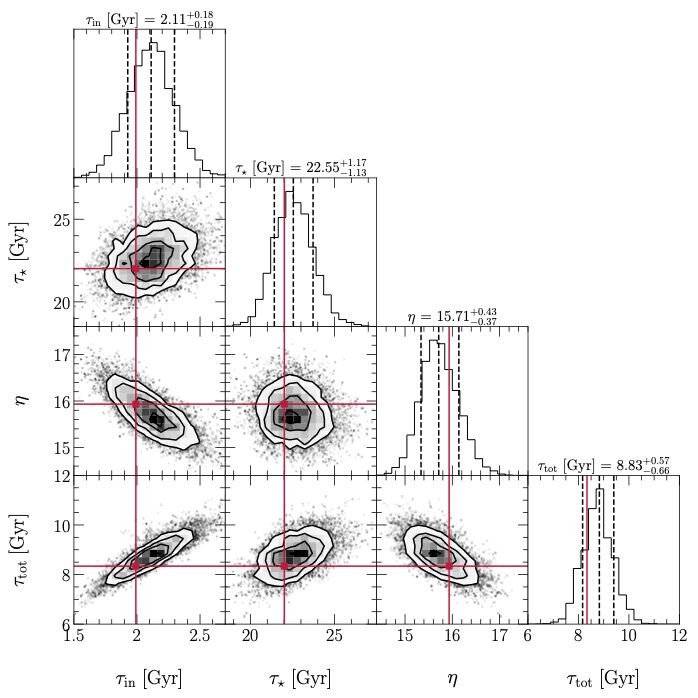 τ_in [Gyr] = 2.11^{+0.18}_{−0.19}
τ_⋆ [Gyr] = 22.55^{+1.17}_{−1.13}
25
20
τ_⋆ [Gyr]
η = 15.71^{+0.43}_{−0.37}
17
16
15
η
τ_tot [Gyr] = 8.83^{+0.57}_{−0.66}
12
10
8
6
τ_tot [Gyr]
1.5 2 2.5
20 25
15 16 17
6 8 10 12
τ_in [Gyr]
τ_⋆ [Gyr]
η
τ_tot [Gyr]